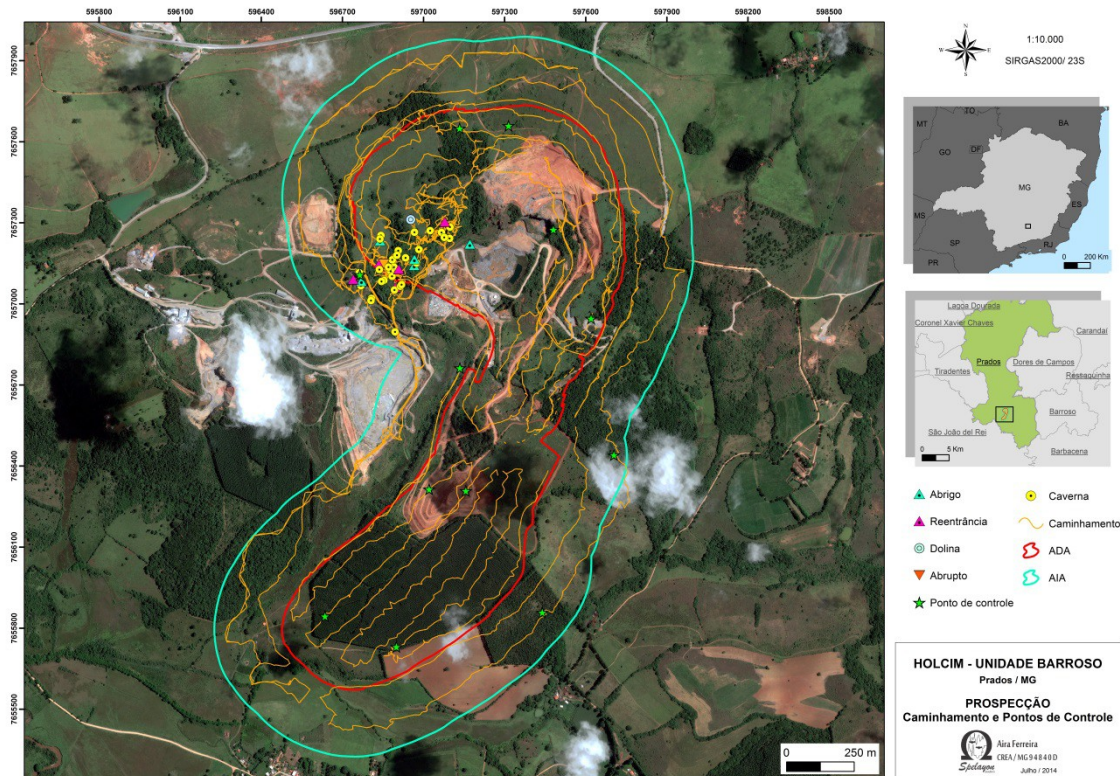 595800 596100 596400 596700 597000 597300 597600 597900 598200 598500
7657900
7657600
7657300
7657000
7656700
7656400
7656100
7655800
7655500
0 250 m
N
W E
S
1:10.000
SIRGAS2000/ 23S
MT
TO
BA
GO
DF
MG
MS
ES
SP
RJ
PR
0 200 Km
Lagoa Dourada
Coronel Xavier Chaves
Carandaí
Prados
Dores de Campos
Tiradentes
Ressaquinha
Barroso
São João del Rei
Barbacena
0 5 Km
Abrigo
Caverna
Reentrância
Caminhamento
Dolina
ADA
Abrupto
AIA
Ponto de controle
HOLCIM - UNIDADE BARROSO
Prados / MG
PROSPECÇÃO
Caminhamento e Pontos de Controle
Aira Ferreira
CREA/MG 94840D
Spelayon
Julho / 2014